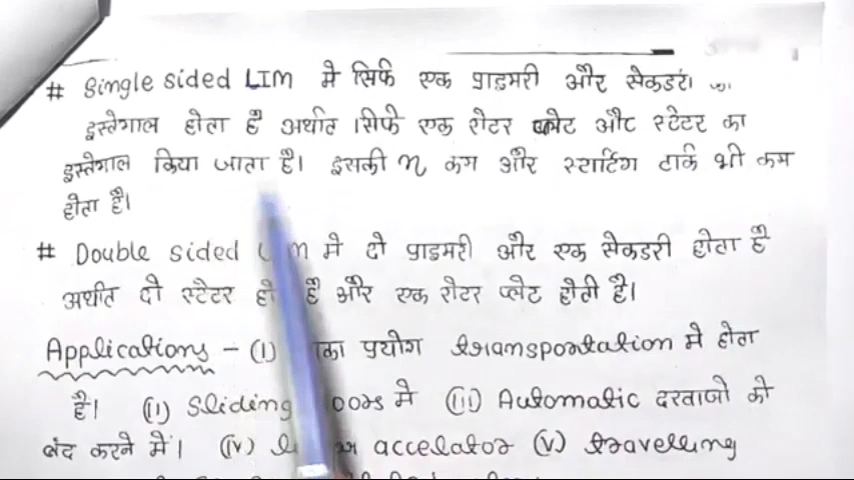 # Single sided LIM मे सिर्फ एक प्राइमरी और सेकडरी का
इस्तेमाल होता है अर्थात सिर्फ एक रोटर प्लेट और स्टेटर का
इस्तेमाल किया जाता है। इसकी η कम और स्टार्टिंग टार्क भी कम
होता है।
# Double sided LIM मे दो प्राइमरी और एक सेकडरी होता है
अर्थात दो स्टैटर हो है और एक रोटर प्लेट होती है।
Applications - (i) का प्रयोग transportation मे होता
है। (ii) Sliding oors मे (iii) Automatic दरवाजो को
बंद करने में। (iv) accelator (v) travelling